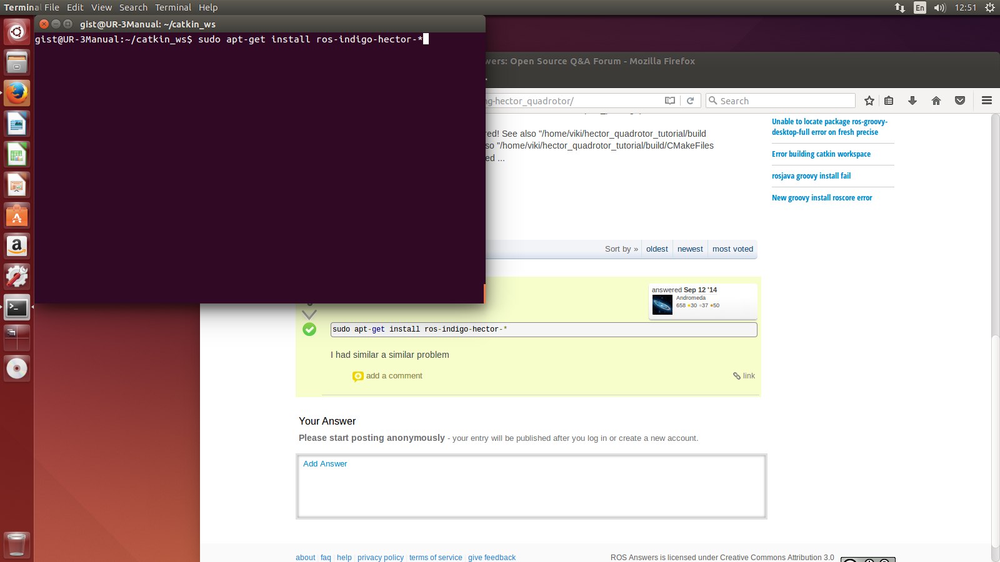 Terminal File Edit View Search Terminal Help
En 12:51
gist@UR-3Manual: ~/catkin_ws
gist@UR-3Manual:~/catkin_ws$ sudo apt-get install ros-indigo-hector-*
wers: Open Source Q&A Forum - Mozilla Firefox
ng-hector_quadrotor/
Search
red! See also "/home/viki/hector_quadrotor_tutorial/build
so "/home/viki/hector_quadrotor_tutorial/build/CMakeFiles
ed ...
Unable to locate package ros-groovy-
desktop-full error on fresh precise
Error building catkin workspace
rosjava groovy install fail
New groovy install roscore error
Sort by » oldest newest most voted
answered Sep 12 '14
Andromeda
658 ●30 ●37 ●50
sudo apt-get install ros-indigo-hector-*
I had similar a similar problem
add a comment
link
Your Answer
Please start posting anonymously - your entry will be published after you log in or create a new account.
Add Answer
about | faq | help | privacy policy | terms of service | give feedback
ROS Answers is licensed under Creative Commons Attribution 3.0